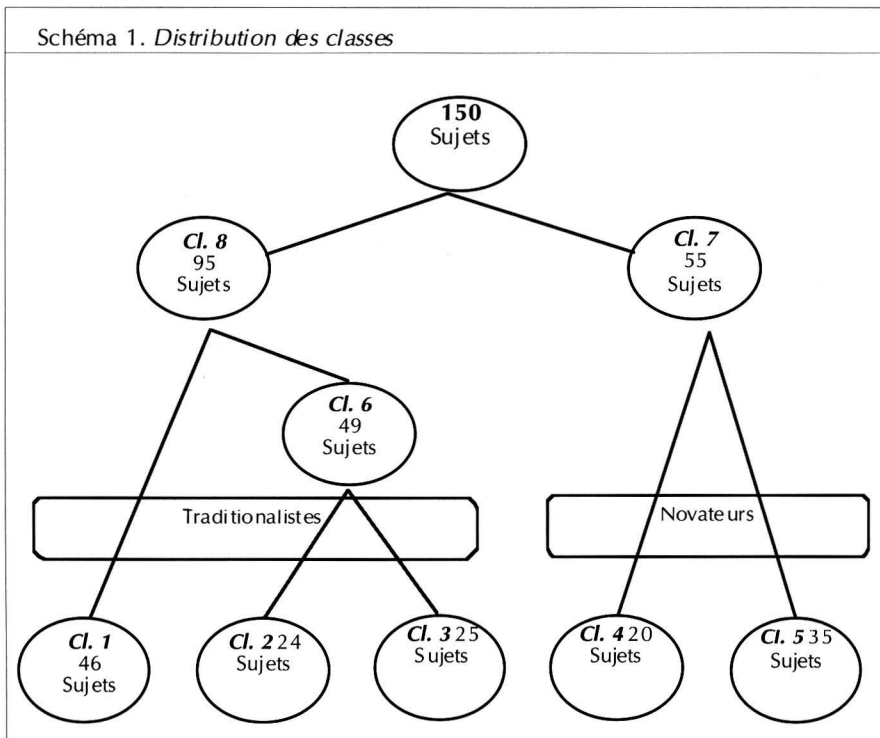 Schéma 1. Distribution des classes
150
Sujets
Cl. 8
95
Sujets
Cl. 7
55
Sujets
Cl. 6
49
Sujets
Traditionalistes
Novateurs
Cl. 1
46
Sujets
Cl. 2 24
Sujets
Cl. 3 25
Sujets
Cl. 4 20
Sujets
Cl. 5 35
Sujets